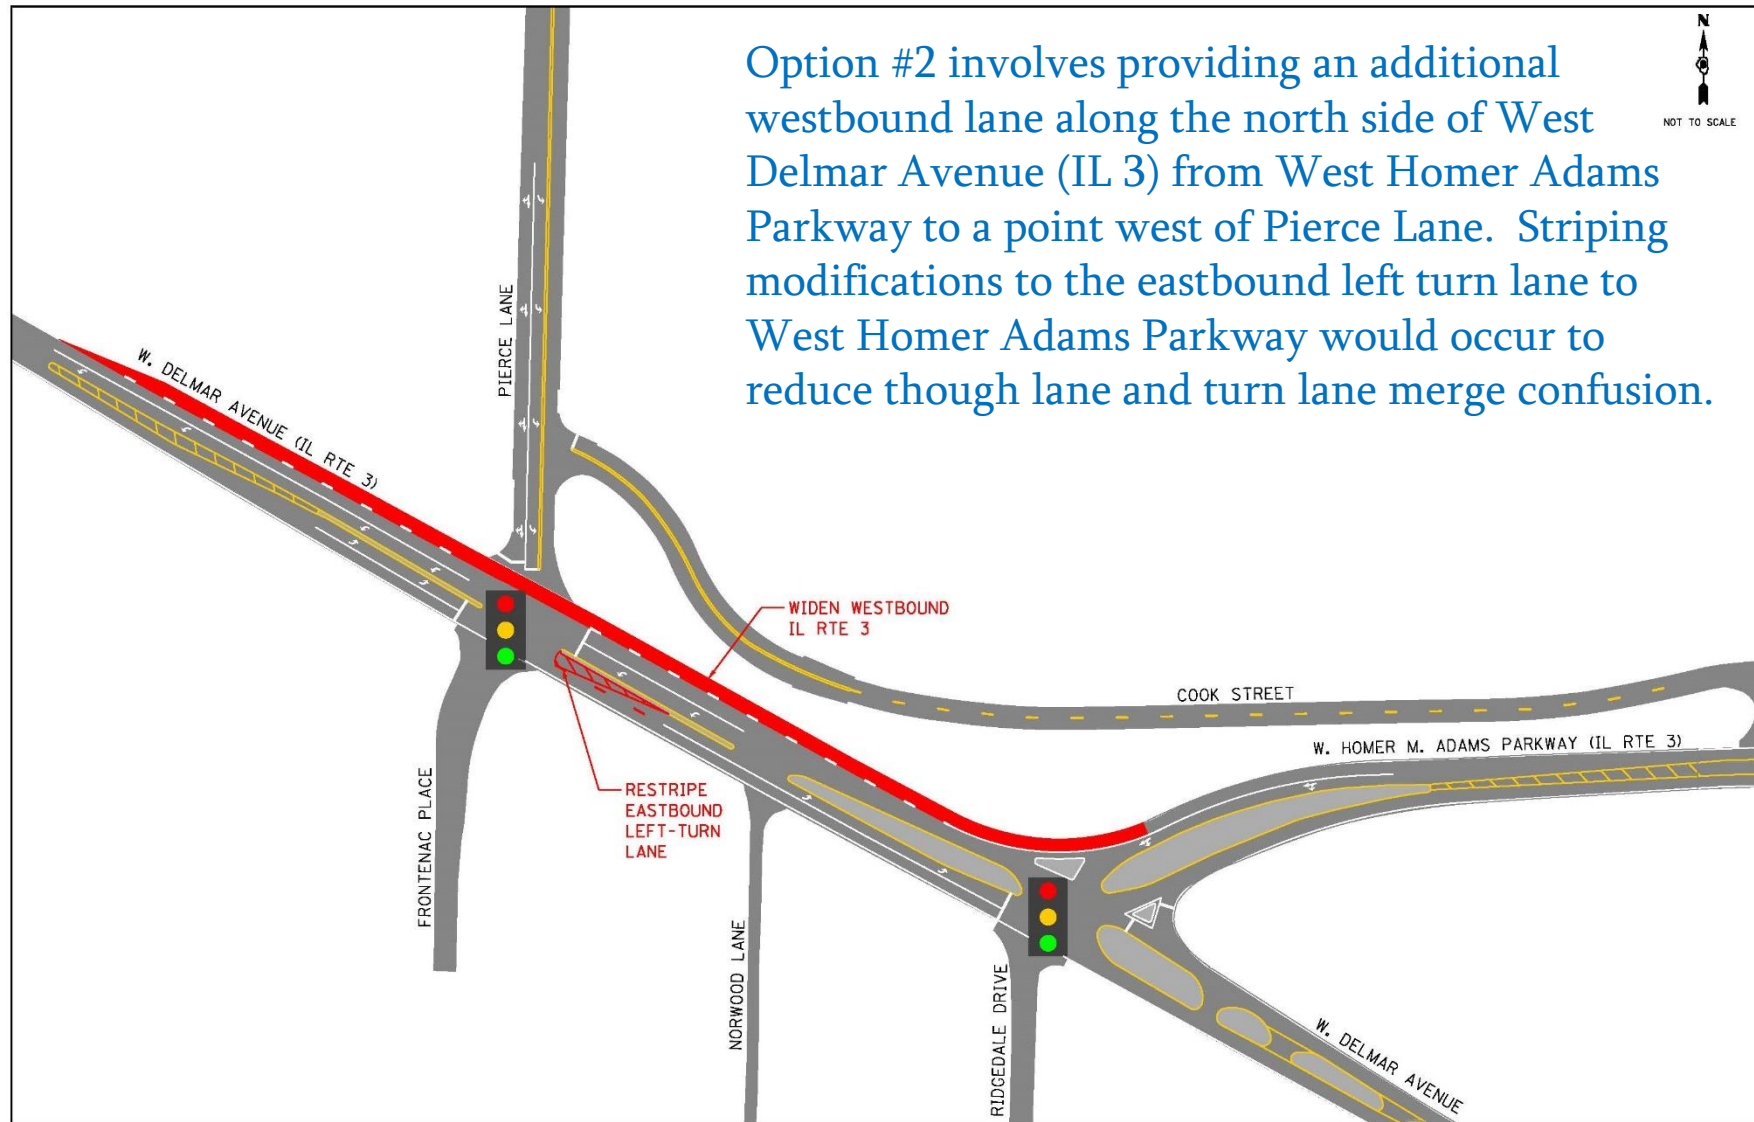 Option #2 involves providing an additional
westbound lane along the north side of West
Delmar Avenue (IL 3) from West Homer Adams
Parkway to a point west of Pierce Lane.  Striping
modifications to the eastbound left turn lane to
West Homer Adams Parkway would occur to
reduce though lane and turn lane merge confusion.
N
NOT TO SCALE
PIERCE LANE
W. DELMAR AVENUE (IL RTE 3)
WIDEN WESTBOUND
IL RTE 3
COOK STREET
W. HOMER M. ADAMS PARKWAY (IL RTE 3)
RESTRIPE
EASTBOUND
LEFT-TURN
LANE
FRONTENAC PLACE
NORWOOD LANE
RIDGEDALE DRIVE
W. DELMAR AVENUE